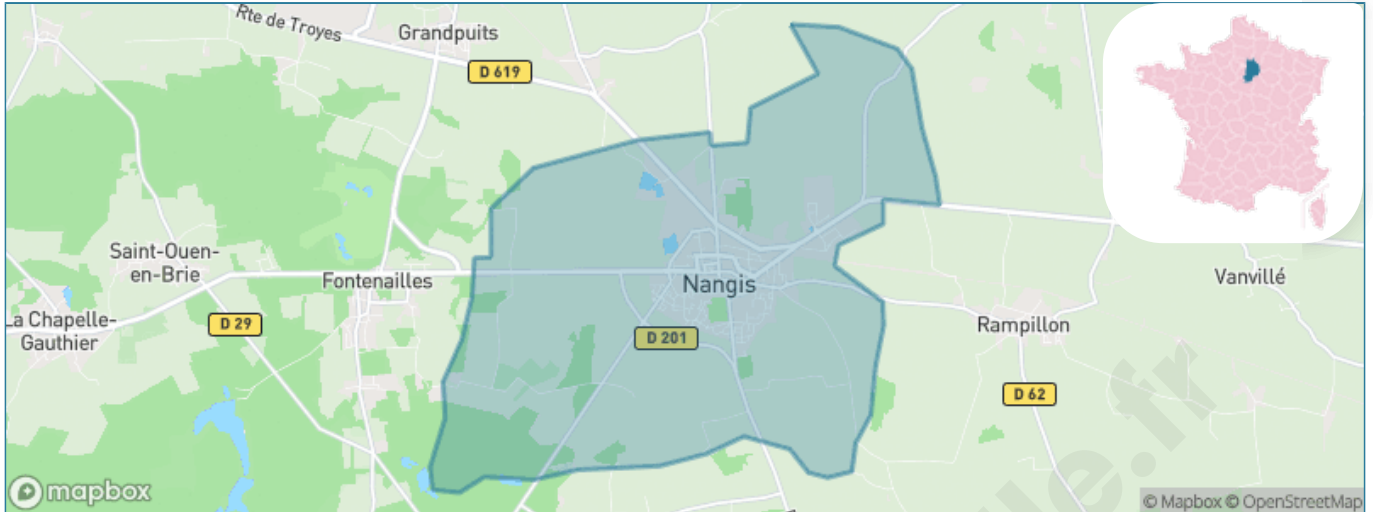 Rte de Troyes
Grandpuits
D 619
Saint-Ouen-
en-Brie
Fontenailles
Nangis
Vanvillé
La Chapelle-
Gauthier
D 29
D 201
Rampillon
D 62
mapbox
© Mapbox © OpenStreetMap